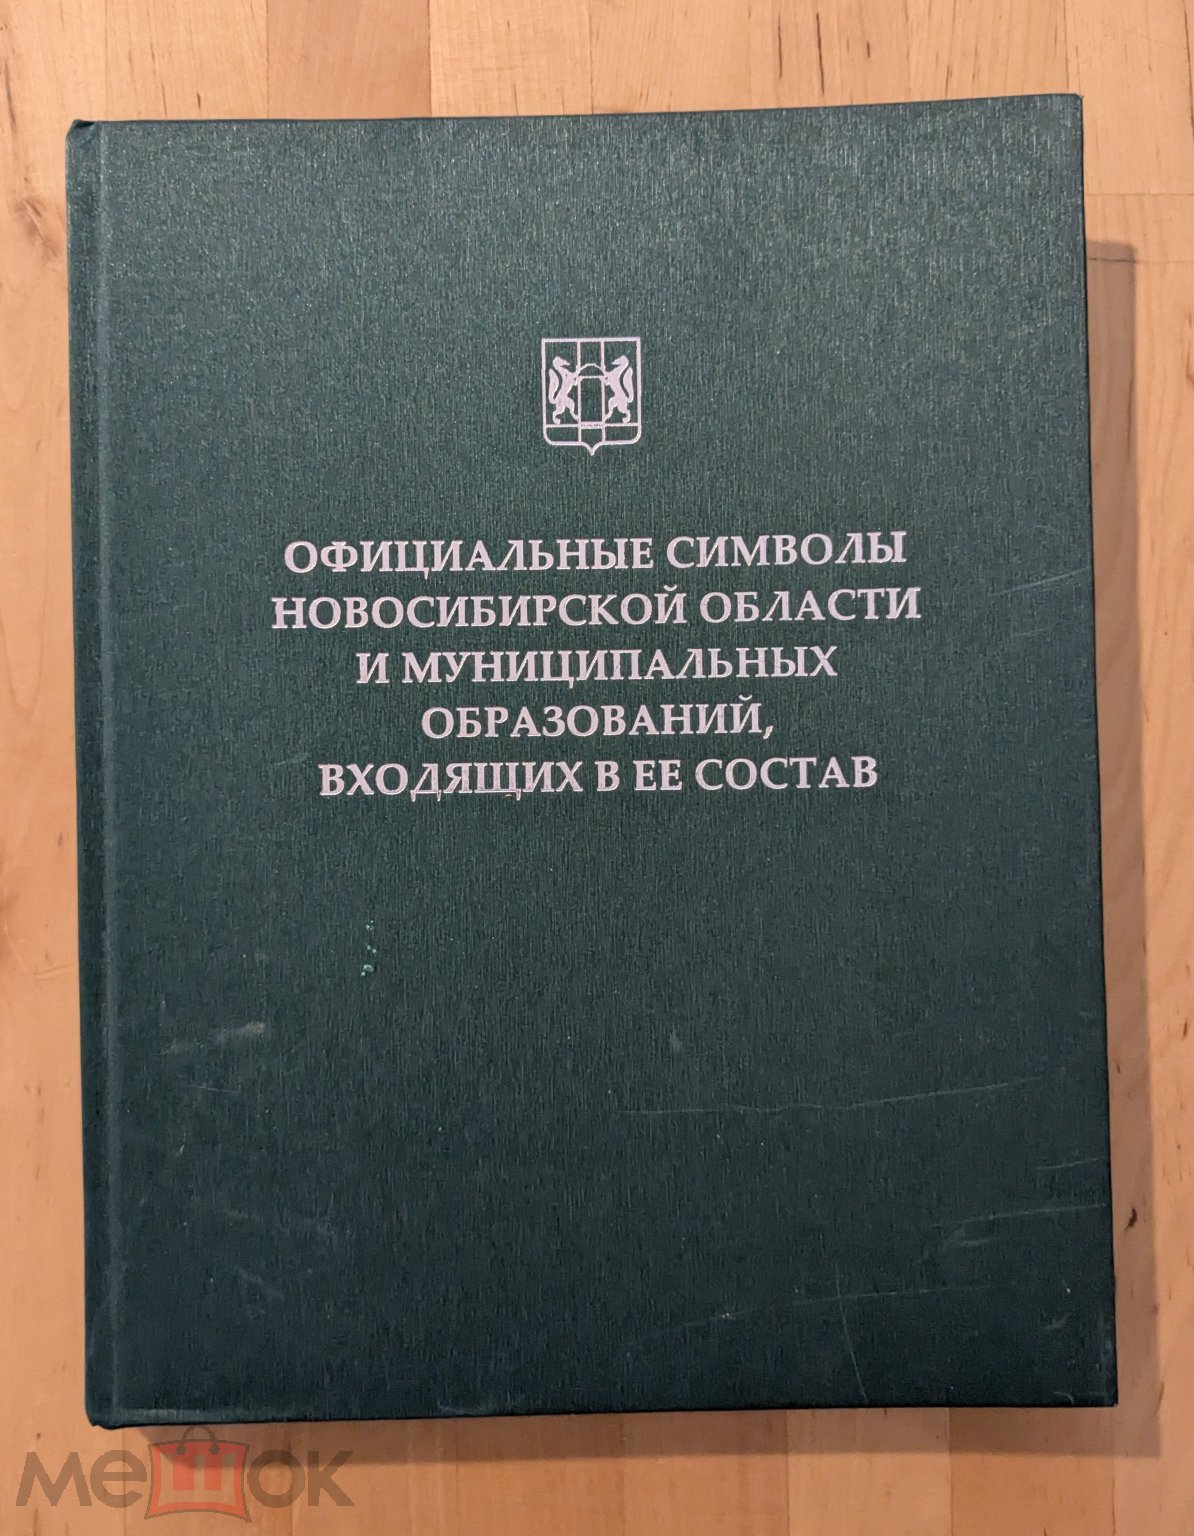 ОФИЦИАЛЬНЫЕ СИМВОЛЫ
НОВОСИБИРСКОЙ ОБЛАСТИ
И МУНИЦИПАЛЬНЫХ
ОБРАЗОВАНИЙ,
ВХОДЯЩИХ В ЕЕ СОСТАВ
мешок